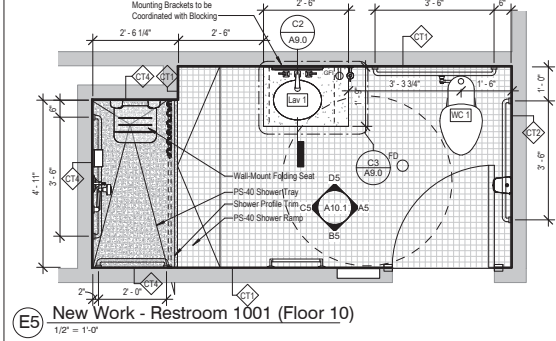 Mounting Brackets to be
Coordinated with Blocking
C2
A9.0
2'- 6"
3'- 6"
6"
CT1
2'- 6 1/4"
2'- 6"
CT4
CT1
GFI
3' - 3 3/4"
1'- 6"
1'- 0"
Lav 1
WC 1
CT2
6"
3'- 6"
4'- 11"
CT4
3'- 6"
Wall-Mount Folding Seat
PS-40 Shower Tray
Shower Profile Trim
PS-40 Shower Ramp
C3
A9.0
FD
D5
C5
A10.1
A5
B5
2"
2'- 0"
CT4
CT1
E5
New Work - Restroom 1001 (Floor 10)
1/2" = 1'-0"